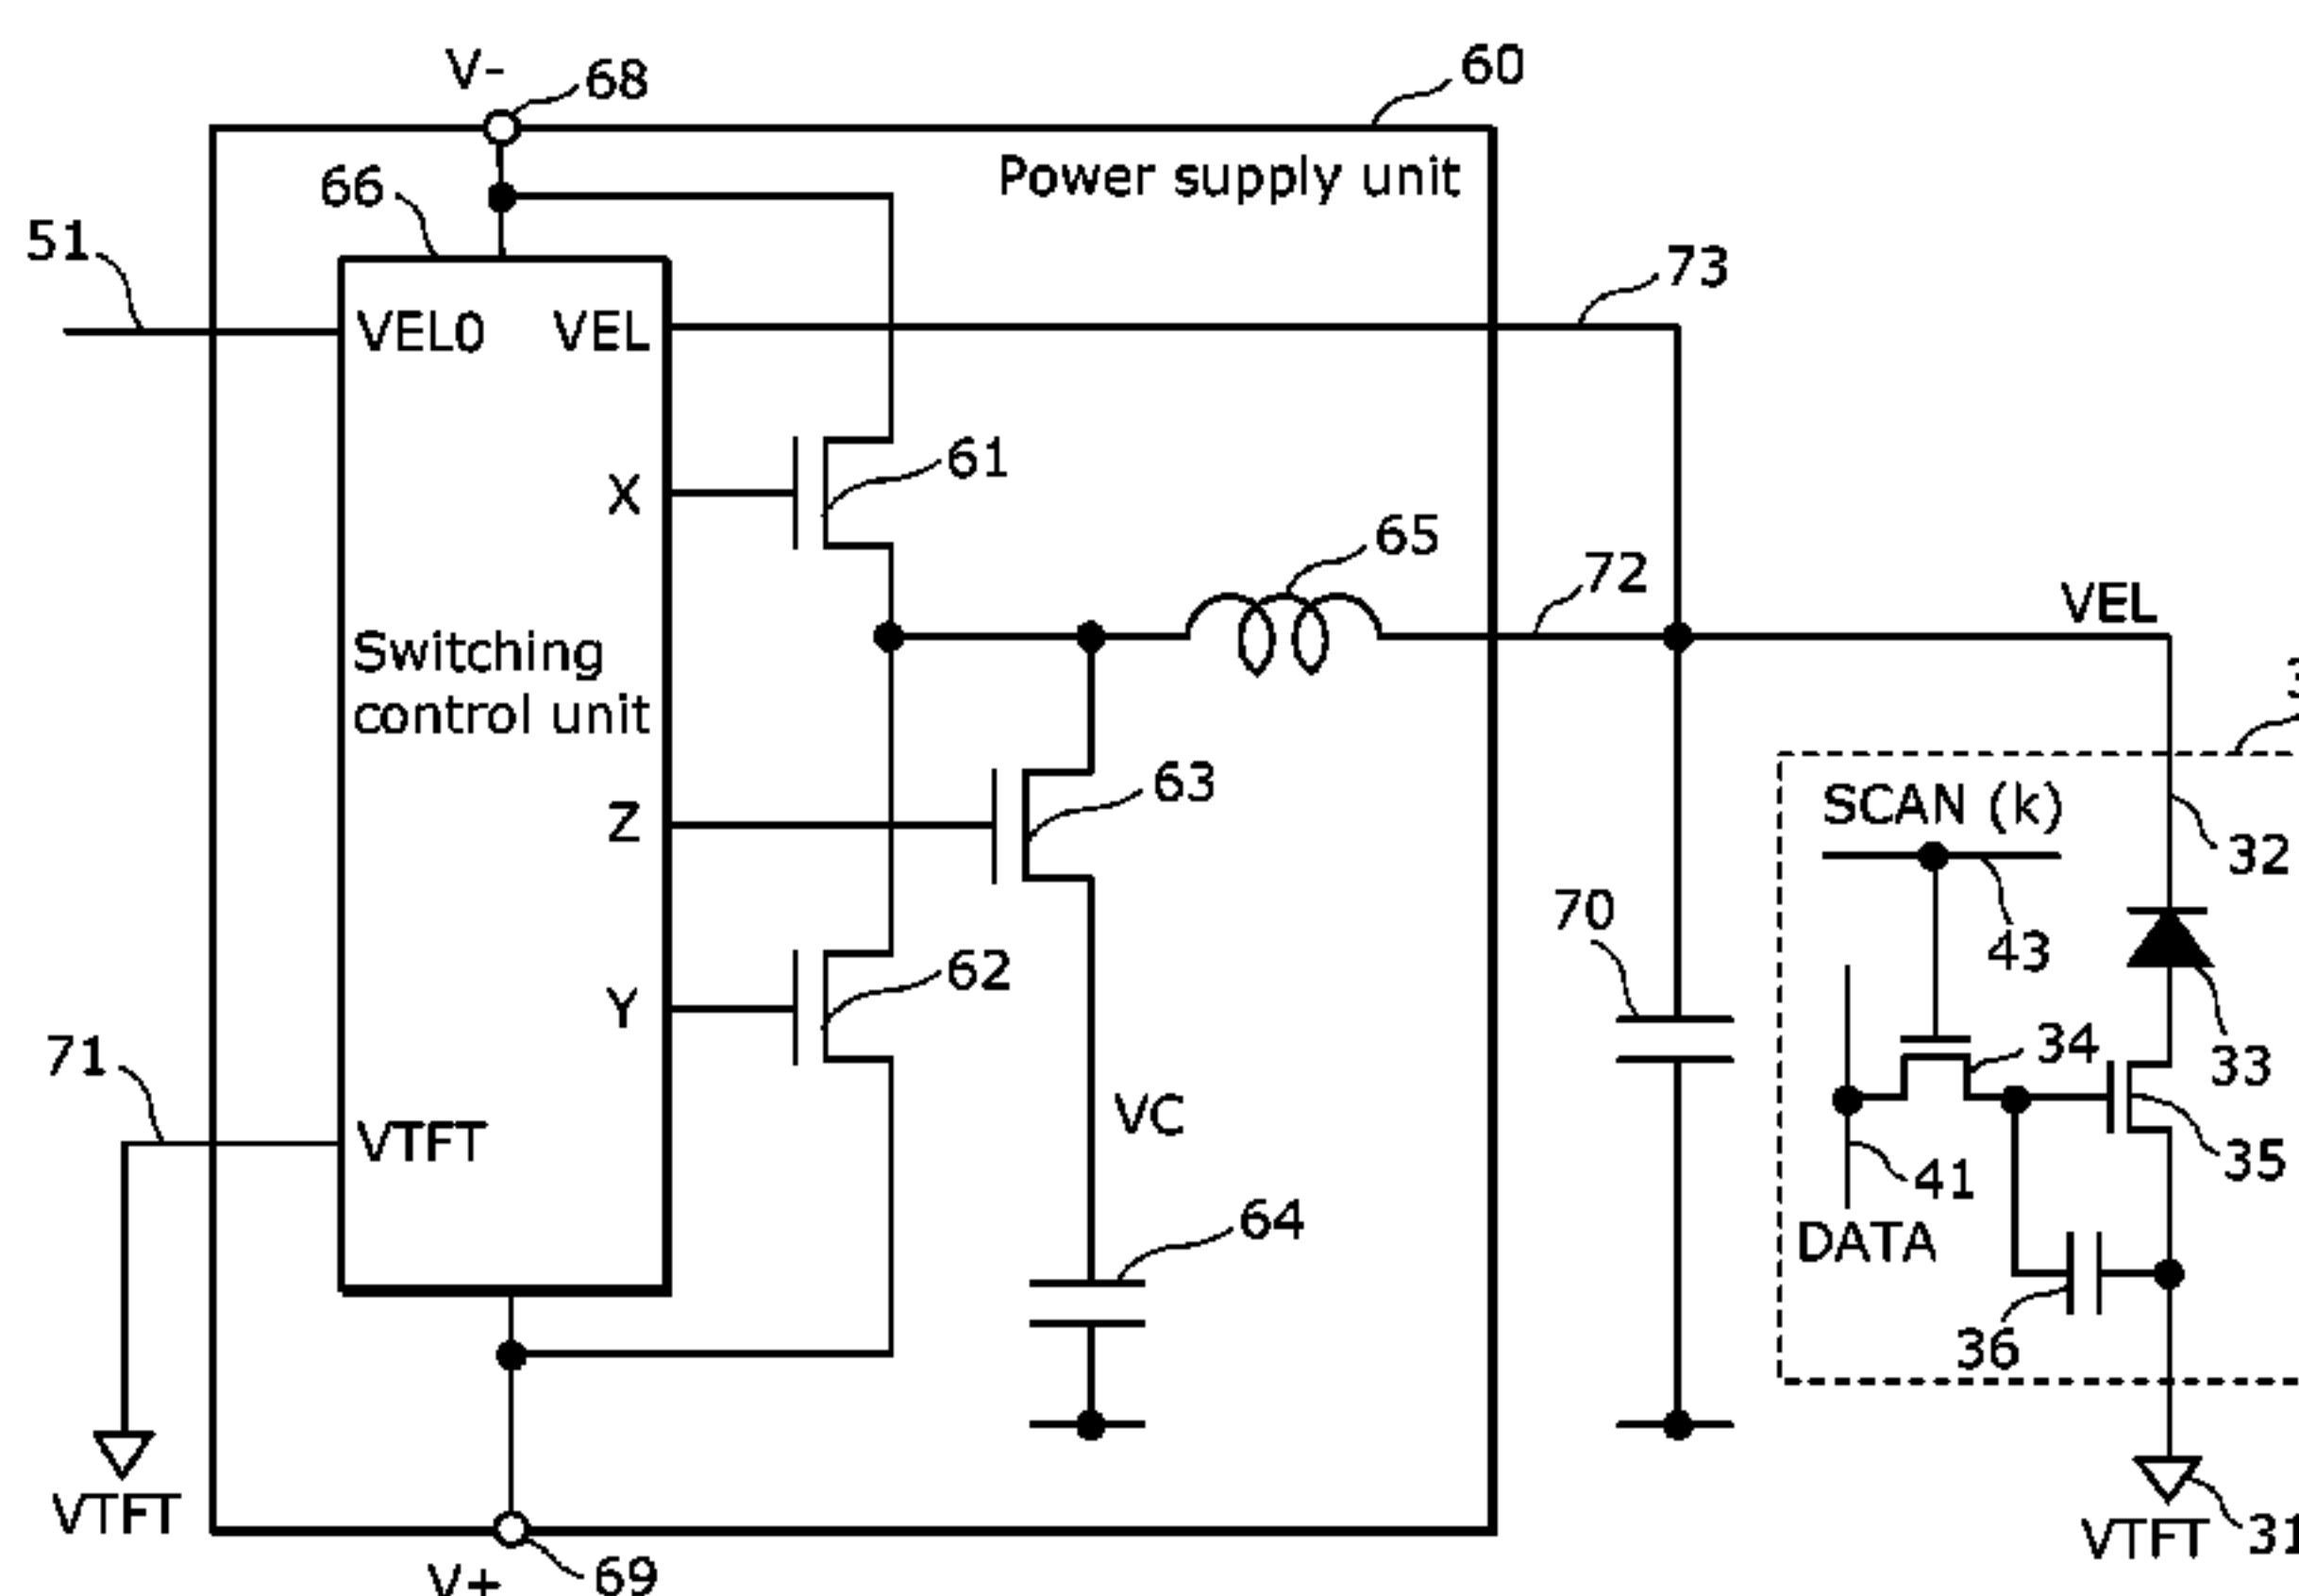 V-
68
60
Power supply unit
66
51
73
VEL0
VEL
61
X
65
72
VEL
Switching
control unit
63
SCAN (k)
Z
32
70
43
62
Y
34
71
33
VC
VTFT
35
41
64
DATA
36
VTFT
VTFT
31
V+
69